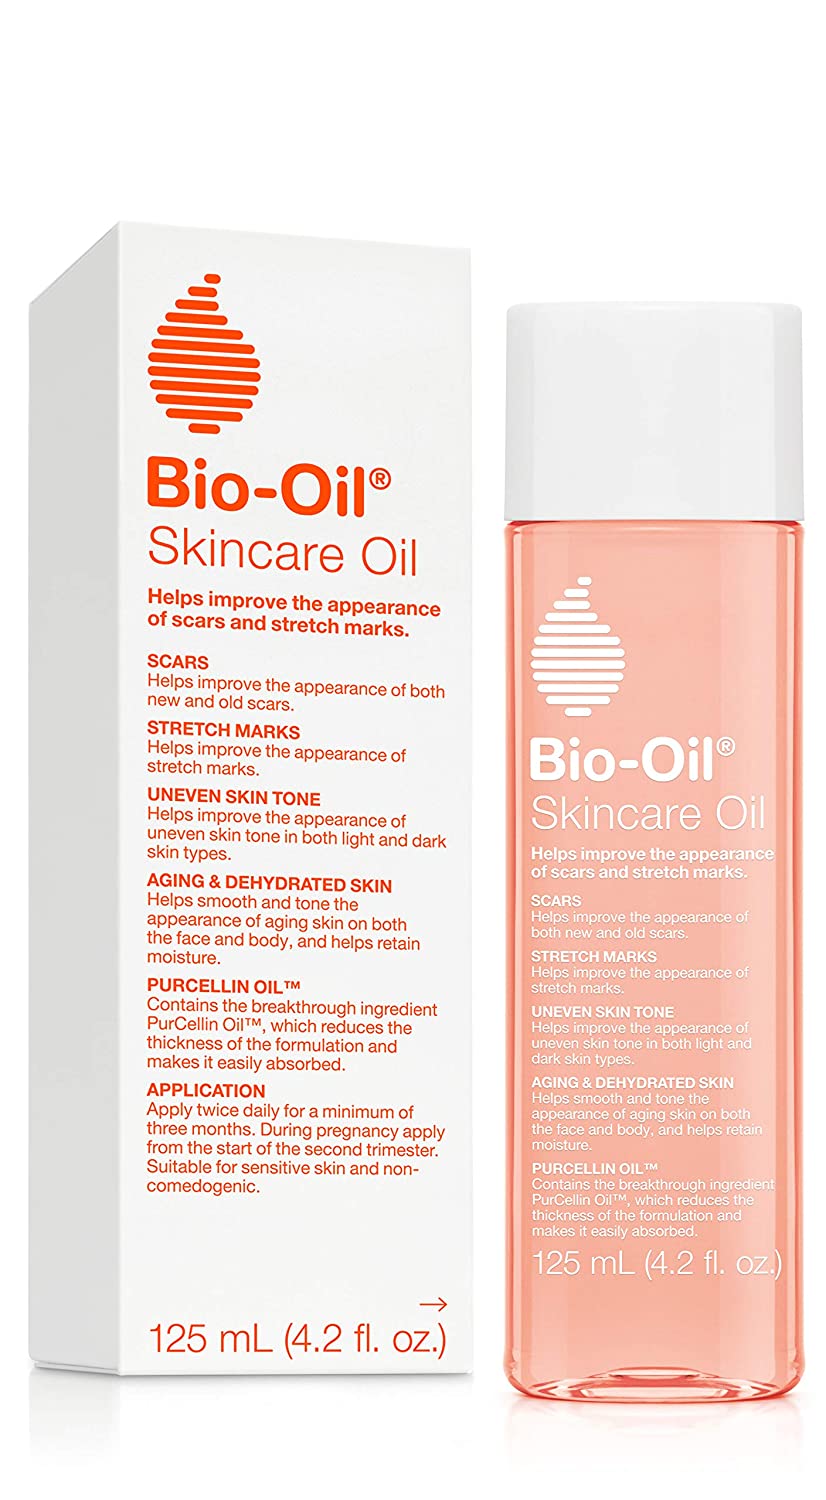 Bio-Oil®
Skincare Oil
Helps improve the appearance
of scars and stretch marks.
SCARS
Helps improve the appearance of both
new and old scars.
STRETCH MARKS
Helps improve the appearance of
stretch marks.
UNEVEN SKIN TONE
Helps improve the appearance of
uneven skin tone in both light and dark
skin types.
AGING & DEHYDRATED SKIN
Helps smooth and tone the
appearance of aging skin on both
the face and body, and helps retain
moisture.
PURCELLIN OIL™
Contains the breakthrough ingredient
PurCellin Oil™, which reduces the
thickness of the formulation and
makes it easily absorbed.
APPLICATION
Apply twice daily for a minimum of
three months. During pregnancy apply
from the start of the second trimester.
Suitable for sensitive skin and non-
comedogenic.
125 mL (4.2 fl. oz.)
Bio-Oil®
Skincare Oil
Helps improve the appearance
of scars and stretch marks.
SCARS
Helps improve the appearance of
both new and old scars.
STRETCH MARKS
Helps improve the appearance of
stretch marks.
UNEVEN SKIN TONE
Helps improve the appearance of
uneven skin tone in both light and
dark skin types.
AGING & DEHYDRATED SKIN
Helps smooth and tone the
appearance of aging skin on both
the face and body, and helps retain
moisture.
PURCELLIN OIL™
Contains the breakthrough ingredient
PurCellin Oil™, which reduces the
thickness of the formulation and
makes it easily absorbed.
125 mL (4.2 fl. oz.)